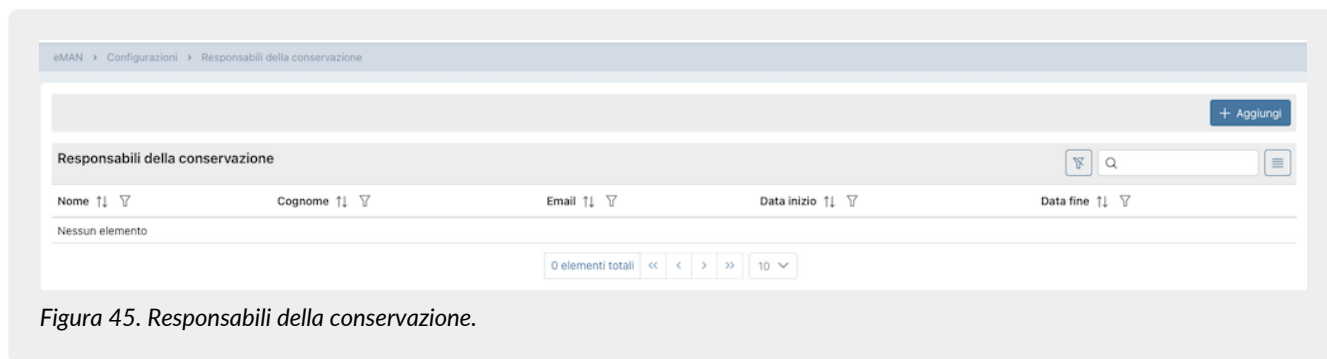 eMAN > Configurazioni > Responsabili della conservazione
+ Aggiungi
Responsabili della conservazione
Nome Cognome Email Data inizio Data fine
Nessun elemento
0 elementi totali << < > >> 10
Figura 45. Responsabili della conservazione.